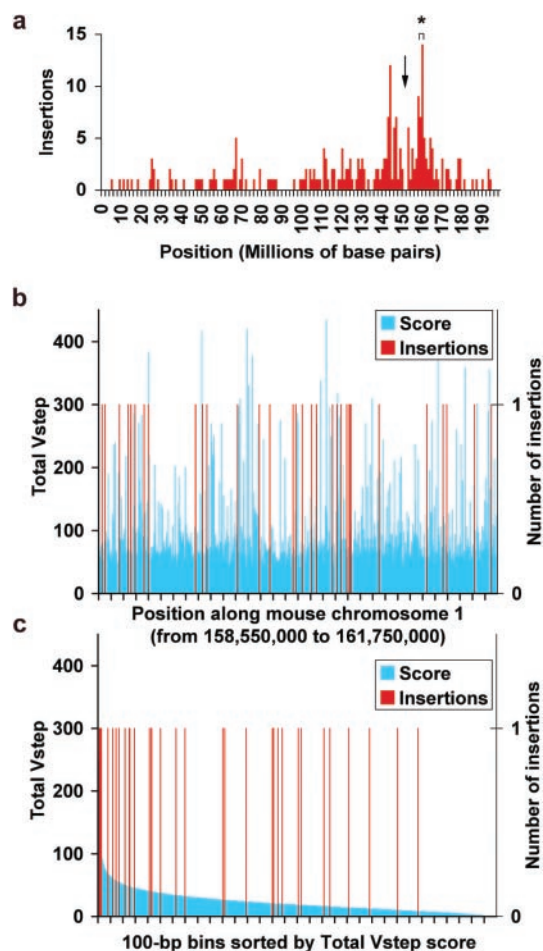 a
*
Insertions
15
10
5
0
0 10 20 30 40 50 60 70 80 90 100 110 120 130 140 150 160 170 180 190
Position (Millions of base pairs)
b
Total Vstep
400
300
200
100
0
Score
Insertions
1
0
Number of insertions
Position along mouse chromosome 1
(from 158,550,000 to 161,750,000)
c
Total Vstep
400
300
200
100
0
Score
Insertions
1
0
Number of insertions
100-bp bins sorted by Total Vstep score